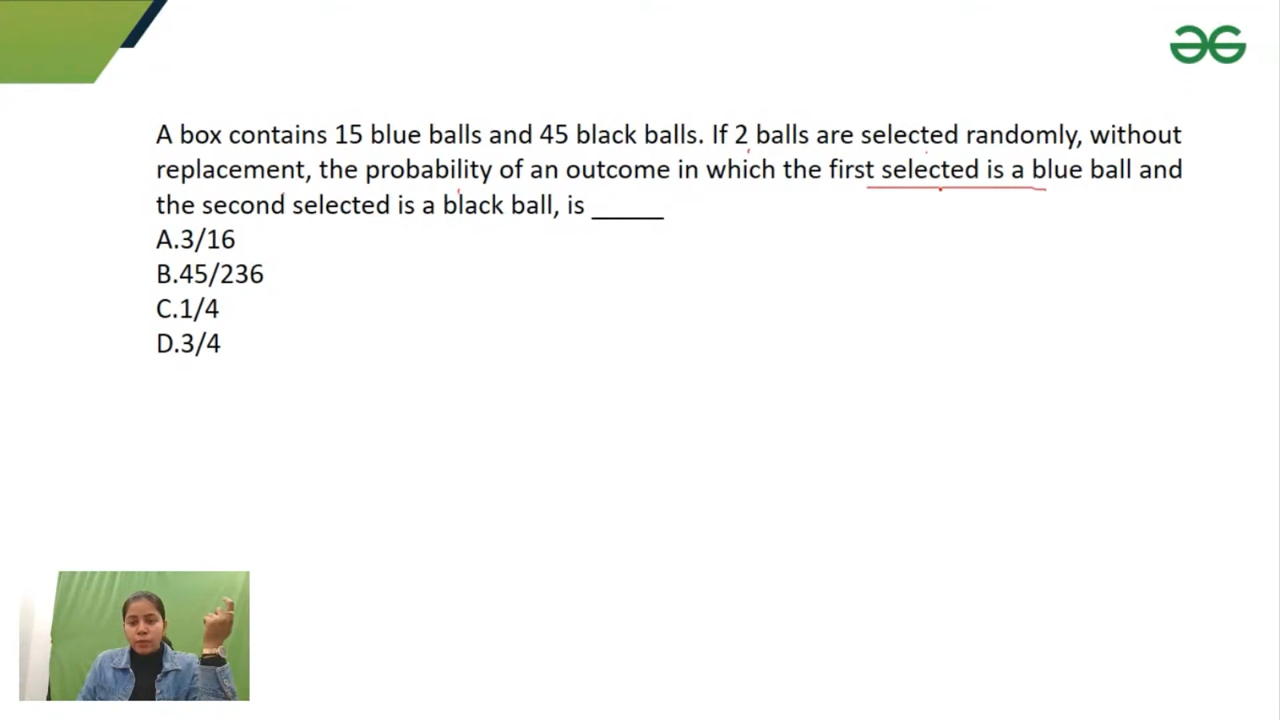 A box contains 15 blue balls and 45 black balls. If 2 balls are selected randomly, without
replacement, the probability of an outcome in which the first selected is a blue ball and
the second selected is a black ball, is _____
A.3/16
B.45/236
C.1/4
D.3/4